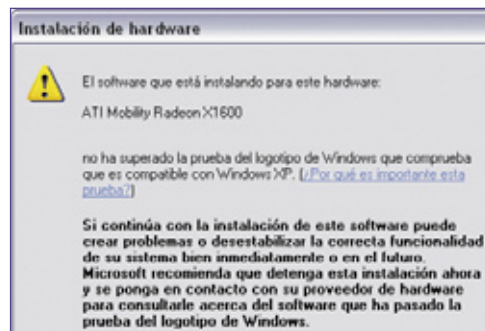 Instalación de hardware
El software que está instalando para este hardware:
ATI Mobility Radeon X1600
no ha superado la prueba del logotipo de Windows que comprueba
que es compatible con Windows XP. (¿Por qué es importante esta
prueba?)
Si continúa con la instalación de este software puede
crear problemas o desestabilizar la correcta funcionalidad
de su sistema bien inmediatamente o en el futuro.
Microsoft recomienda que detenga esta instalación ahora
y se ponga en contacto con su proveedor de hardware
para consultarle acerca del software que ha pasado la
prueba del logotipo de Windows.